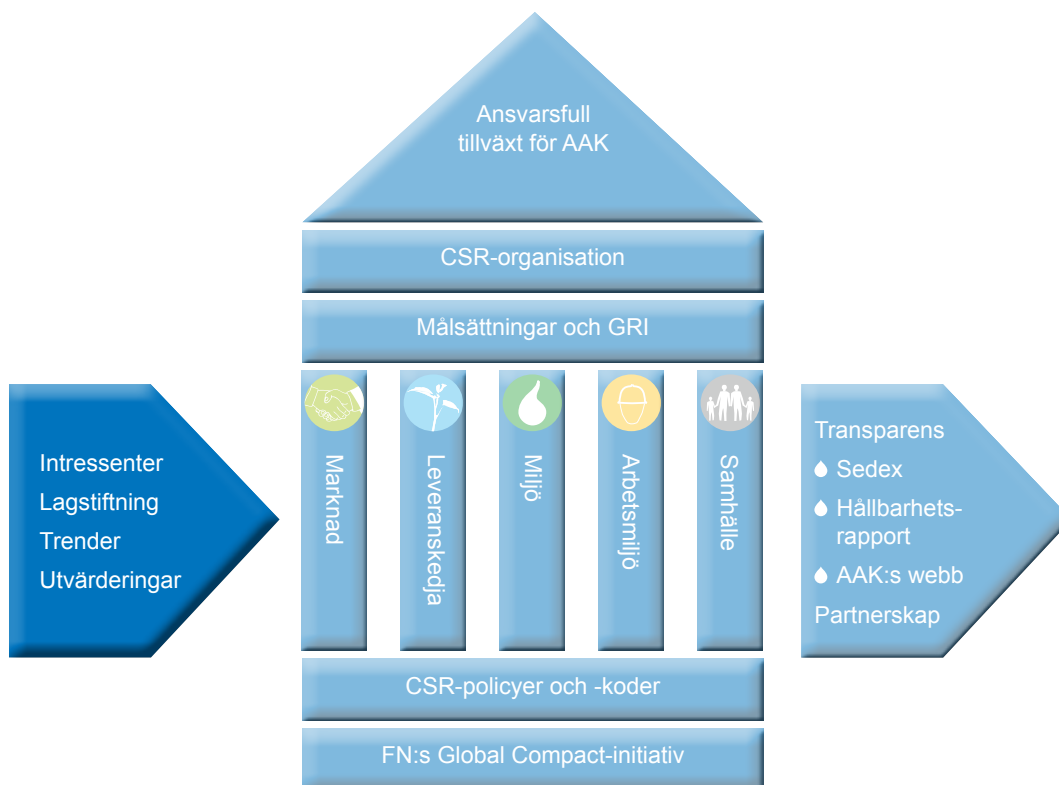 Ansvarsfull
tillväxt för AAK
CSR-organisation
Målsättningar och GRI
Intressenter
Lagstiftning
Trender
Utvärderingar
Marknad
Leveranskedja
Miljö
Arbetsmiljö
Samhälle
Transparens
Sedex
Hållbarhets-
rapport
AAK:s webb
Partnerskap
CSR-policyer och -koder
FN:s Global Compact-initiativ